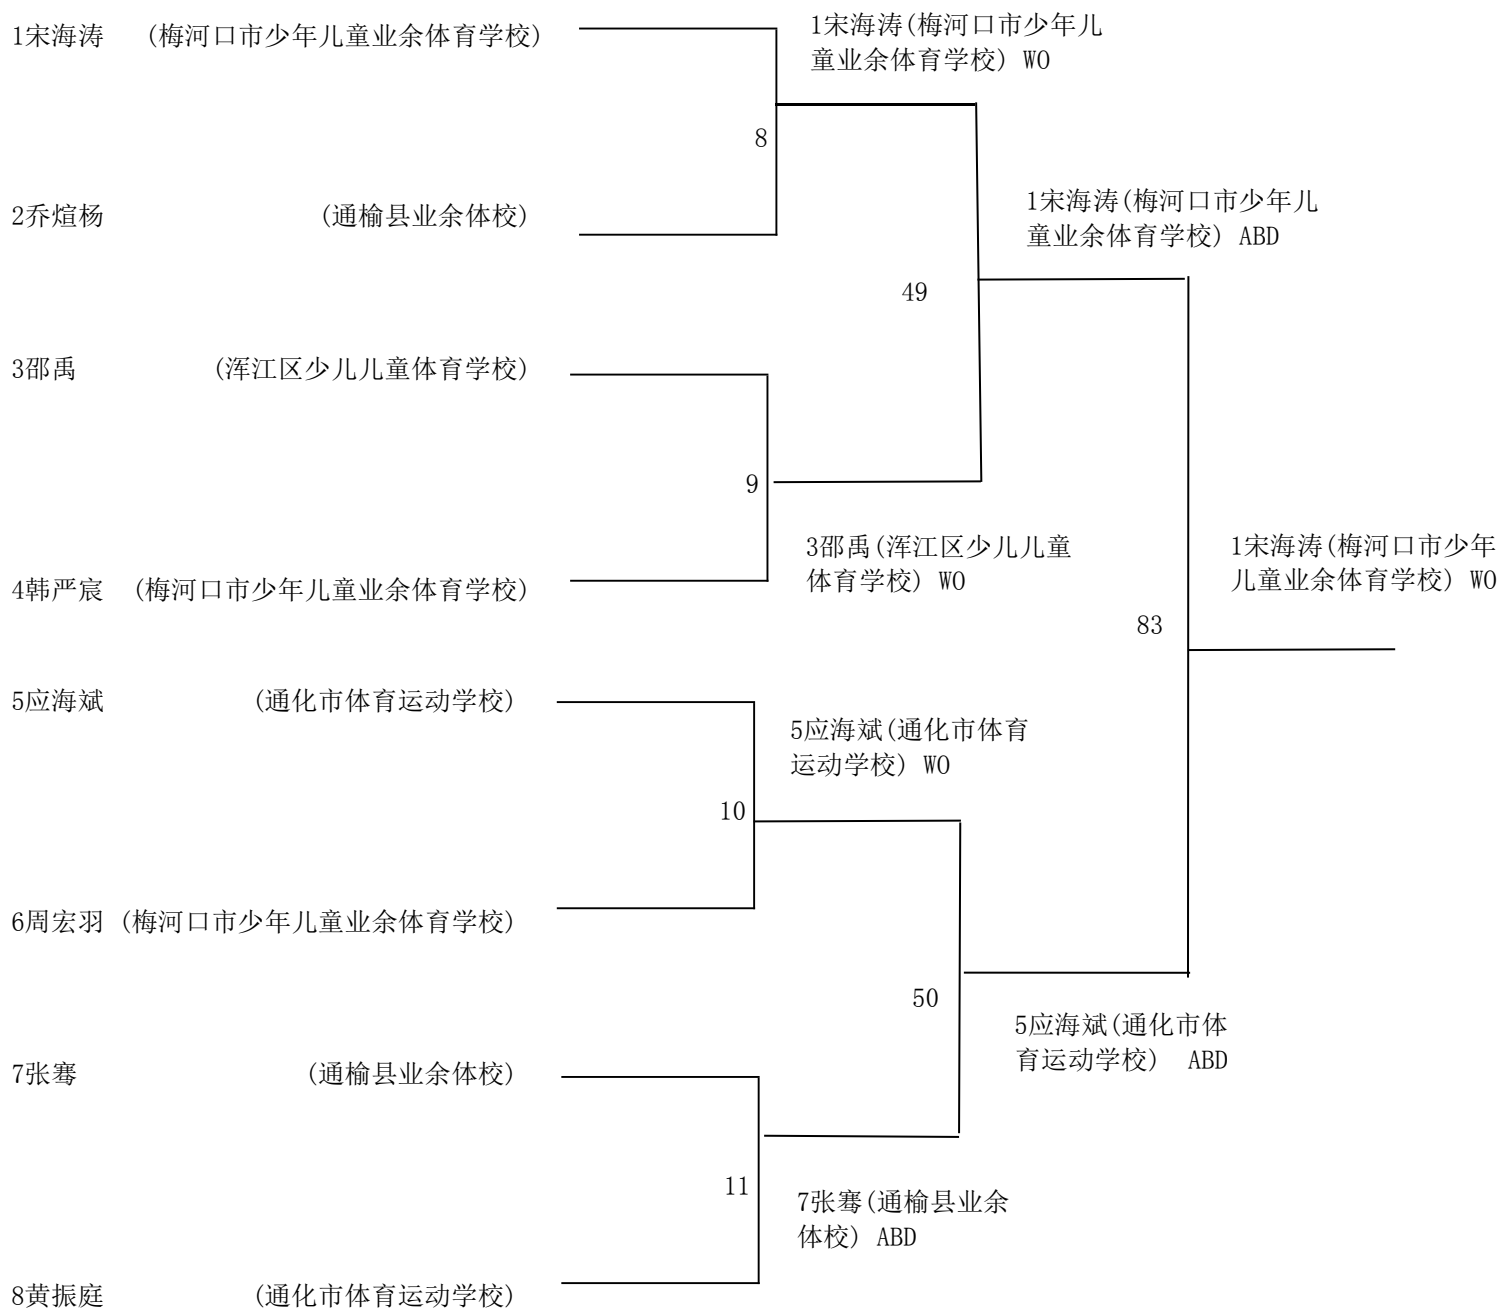 1宋海涛 (梅河口市少年儿童业余体育学校)
1宋海涛(梅河口市少年儿
童业余体育学校) WO
8
2乔煊杨 (通榆县业余体校)
1宋海涛(梅河口市少年儿
童业余体育学校) ABD
49
3邵禹 (浑江区少儿儿童体育学校)
9
3邵禹(浑江区少儿儿童
体育学校) WO
4韩严宸 (梅河口市少年儿童业余体育学校)
1宋海涛(梅河口市少年
儿童业余体育学校) WO
83
5应海斌 (通化市体育运动学校)
5应海斌(通化市体育
运动学校) WO
10
6周宏羽 (梅河口市少年儿童业余体育学校)
50
5应海斌(通化市体
育运动学校) ABD
7张骞 (通榆县业余体校)
11
7张骞(通榆县业余
体校) ABD
8黄振庭 (通化市体育运动学校)